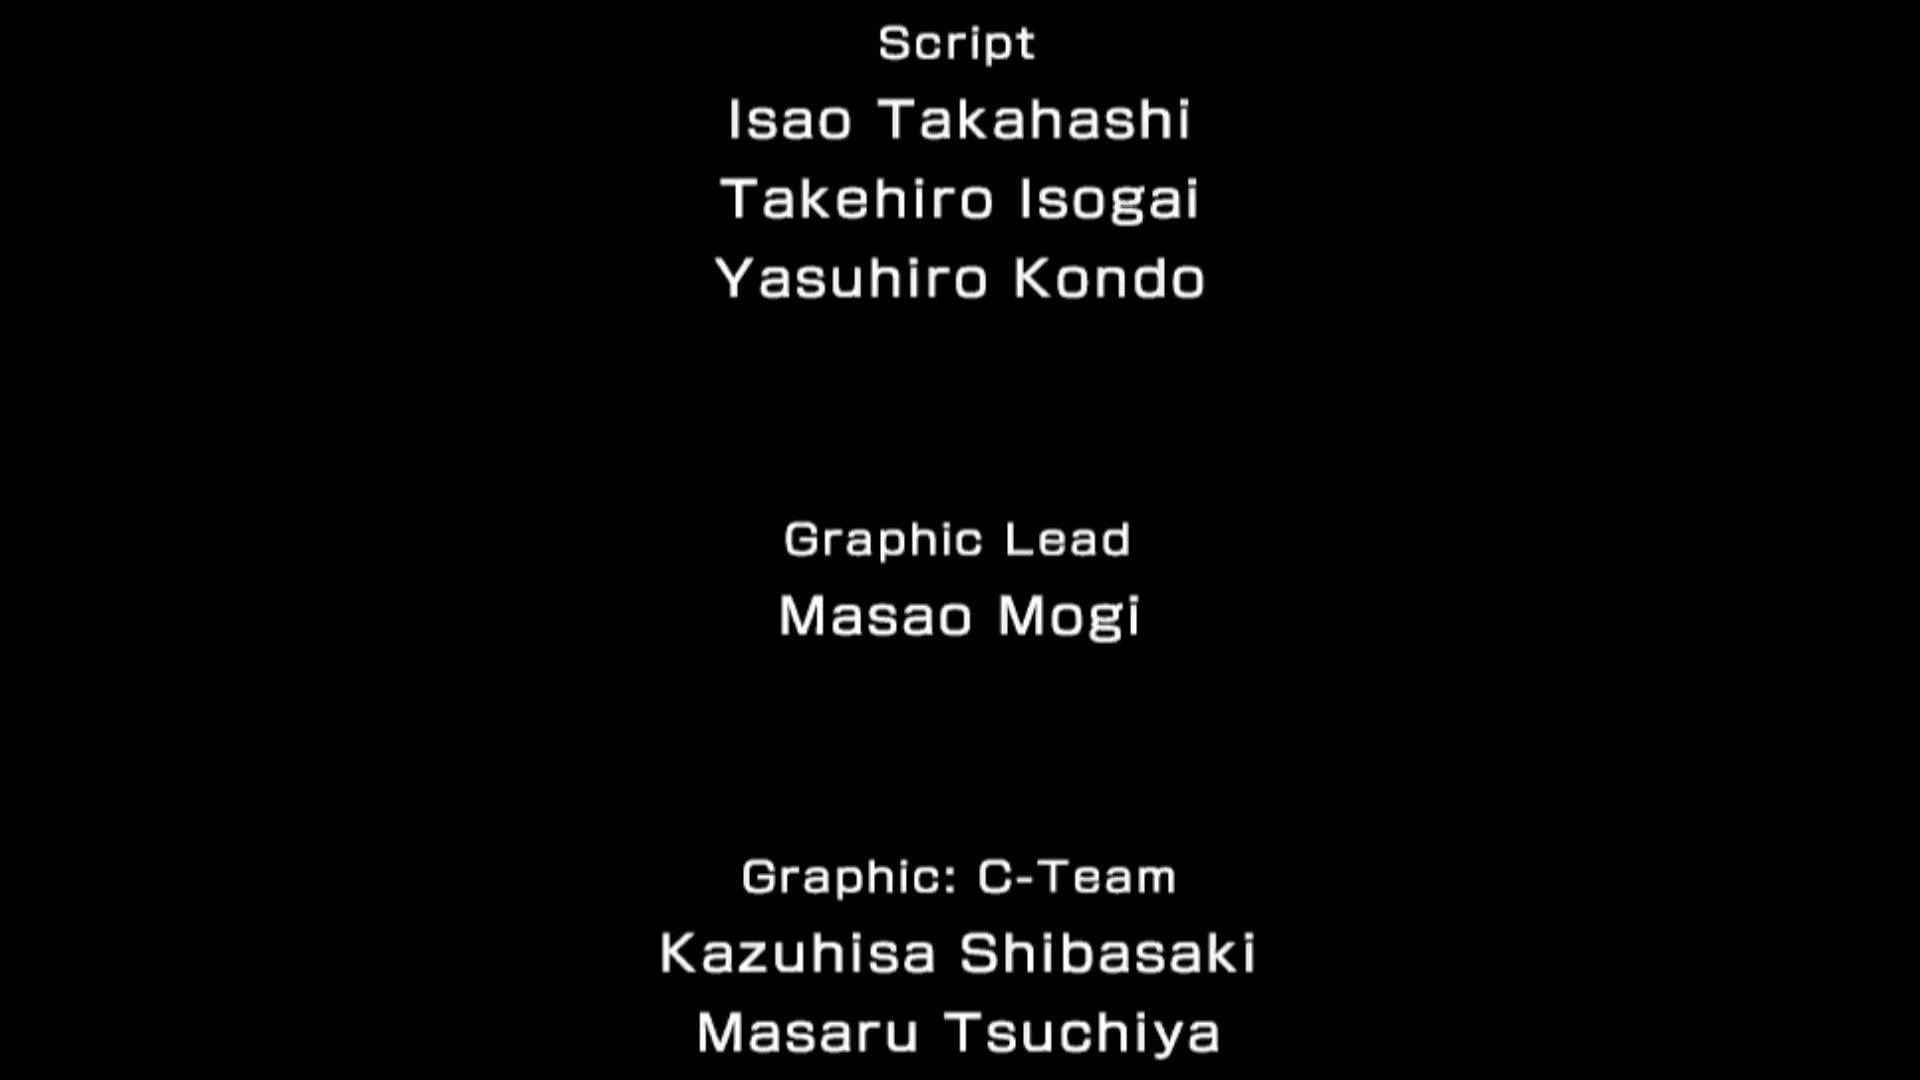 Script
Isao Takahashi
Takehiro Isogai
Yasuhiro Kondo
Graphic Lead
Masao Mogi
Graphic: C-Team
Kazuhisa Shibasaki
Masaru Tsuchiya